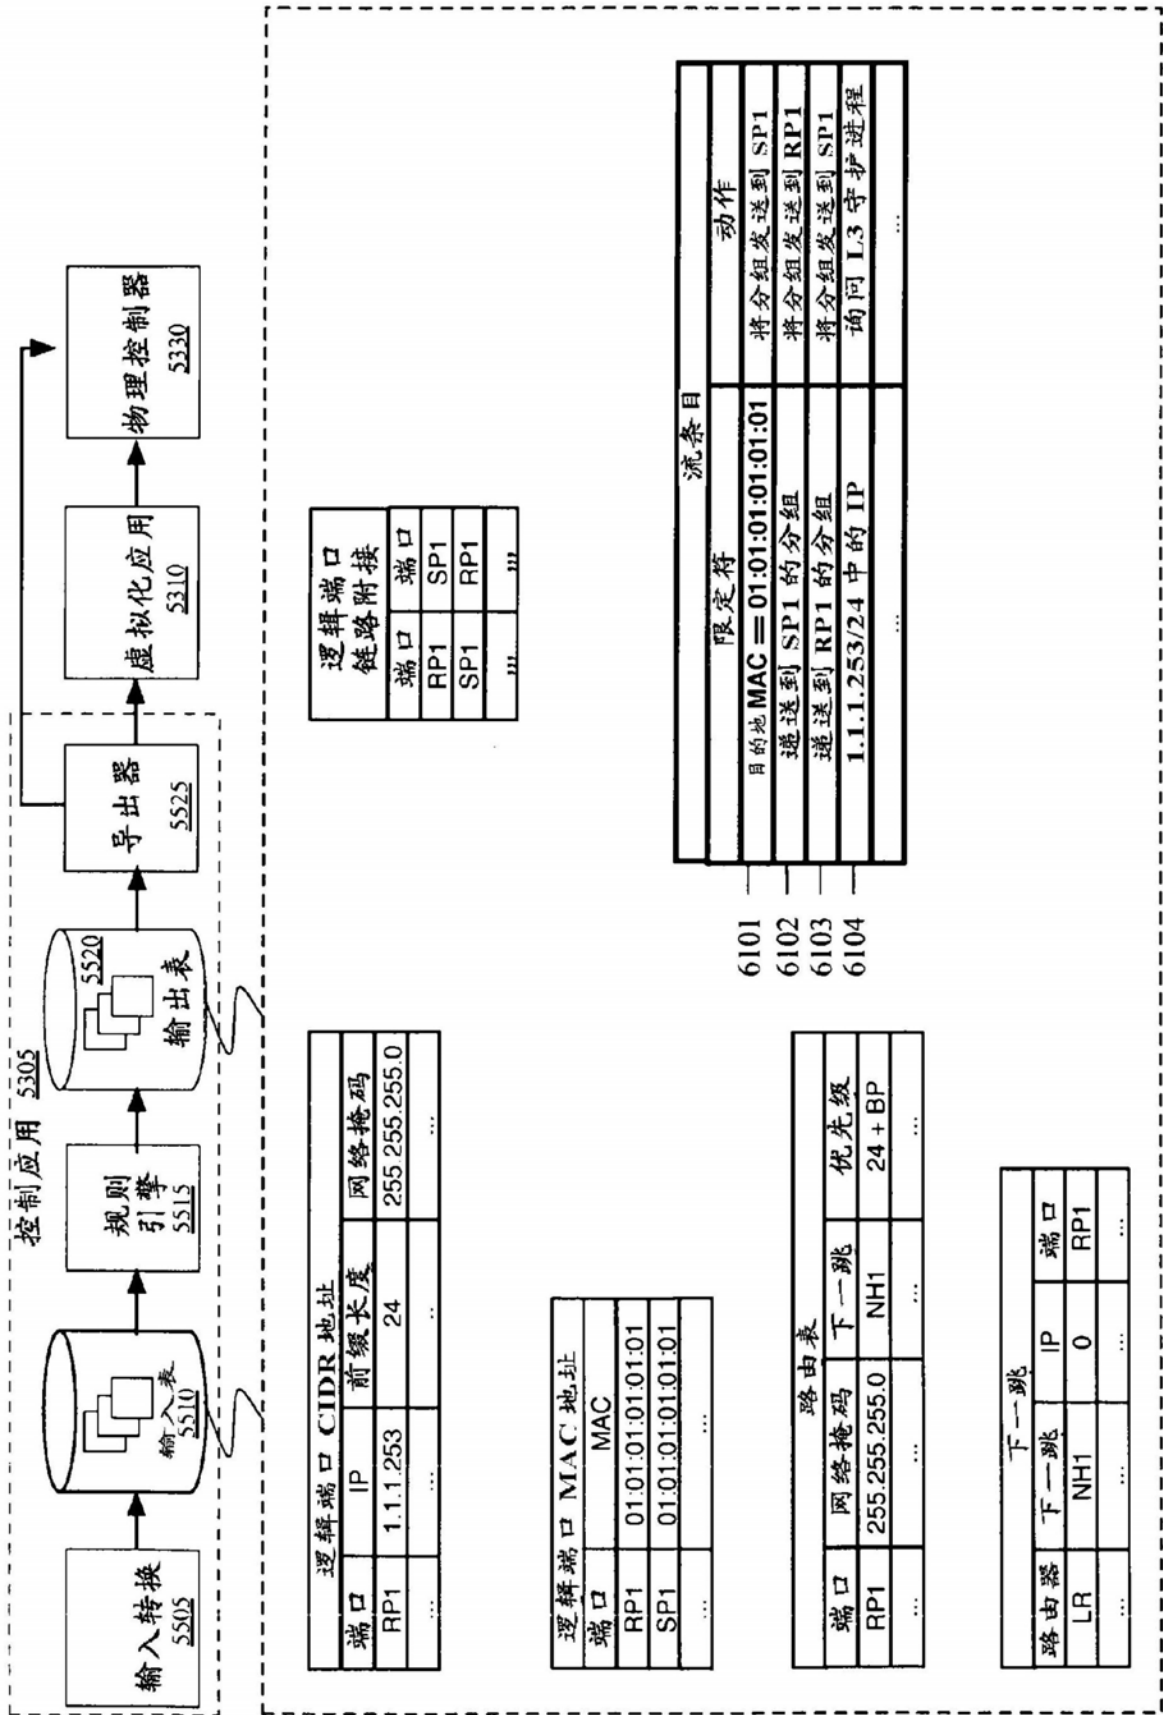 控制应用 5305
输入转换
5505
输入表
5510
规则
引擎
5515
5520
输出表
导出器
5525
虚拟化应用
5310
物理控制器
5330
逻辑端口 CIDR 地址
端口 IP 前缀长度 网络掩码
RP1 1.1.1.253 24 255.255.255.0
... ... ... ...
逻辑端口
链路附接
端口 端口
RP1 SP1
SP1 RP1
... ...
逻辑端口 MAC 地址
端口 MAC
RP1 01:01:01:01:01:01
SP1 01:01:01:01:01:01
... ...
路由表
端口 网络掩码 下一跳 优先级
RP1 255.255.255.0 NH1 24 + BP
... ... ... ...
下一跳
路由器 下一跳 IP 端口
LR NH1 0 RP1
... ... ... ...
流条目
限定符 动作
6101 目的地 MAC == 01:01:01:01:01:01 将分组发送到 SP1
6102 递送到 SP1 的分组 将分组发送到 RP1
6103 递送到 RP1 的分组 将分组发送到 SP1
6104 1.1.1.253/24 中的 IP 询问 L3 守护进程
... ...